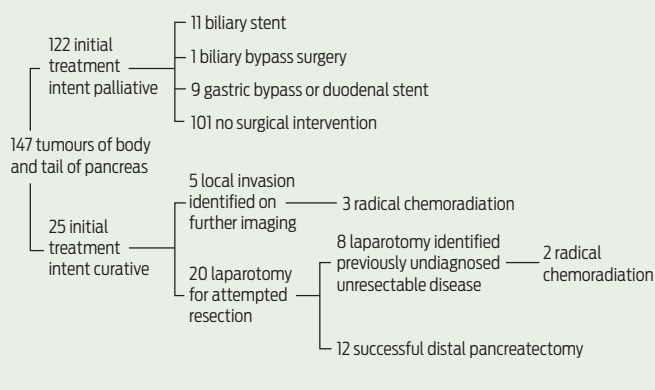 11 biliary stent
122 initial
treatment
intent palliative
1 biliary bypass surgery
9 gastric bypass or duodenal stent
101 no surgical intervention
147 tumours of body
and tail of pancreas
25 initial
treatment
intent curative
5 local invasion
identified on
further imaging
3 radical chemoradiation
20 laparotomy
for attempted
resection
8 laparotomy identified
previously undiagnosed
unresectable disease
2 radical
chemoradiation
12 successful distal pancreatectomy